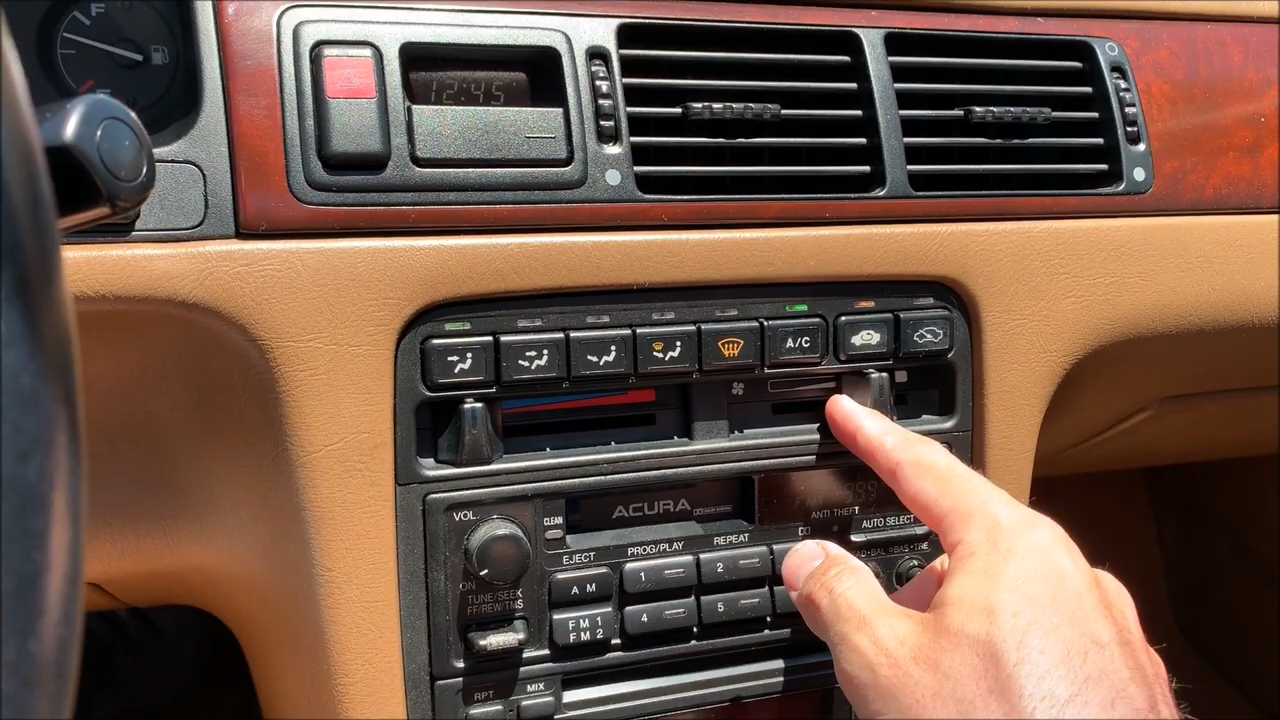 F
12:45
A/C
ACURA
VOL.
CLEAN
ANTI THEFT
AUTO SELECT
EJECT
PROG/PLAY
REPEAT
ON
A M
1
2
TUNE/SEEK
FF/REW/TMS
FM 1
FM 2
4
5
RPT
MIX